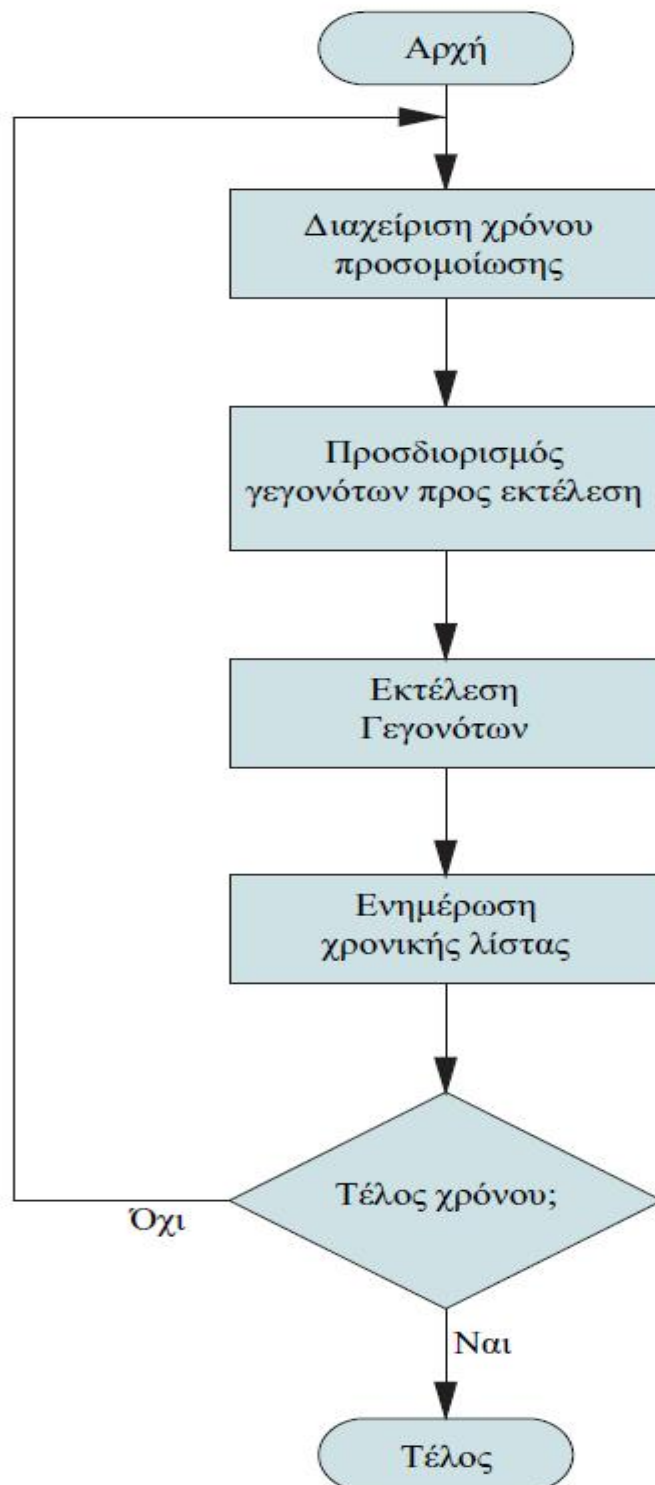 Αρχή
Διαχείριση χρόνου
προσομοίωσης
Προσδιορισμός
γεγονότων προς εκτέλεση
Εκτέλεση
Γεγονότων
Ενημέρωση
χρονικής λίστας
Τέλος χρόνου;
Όχι
Ναι
Τέλος